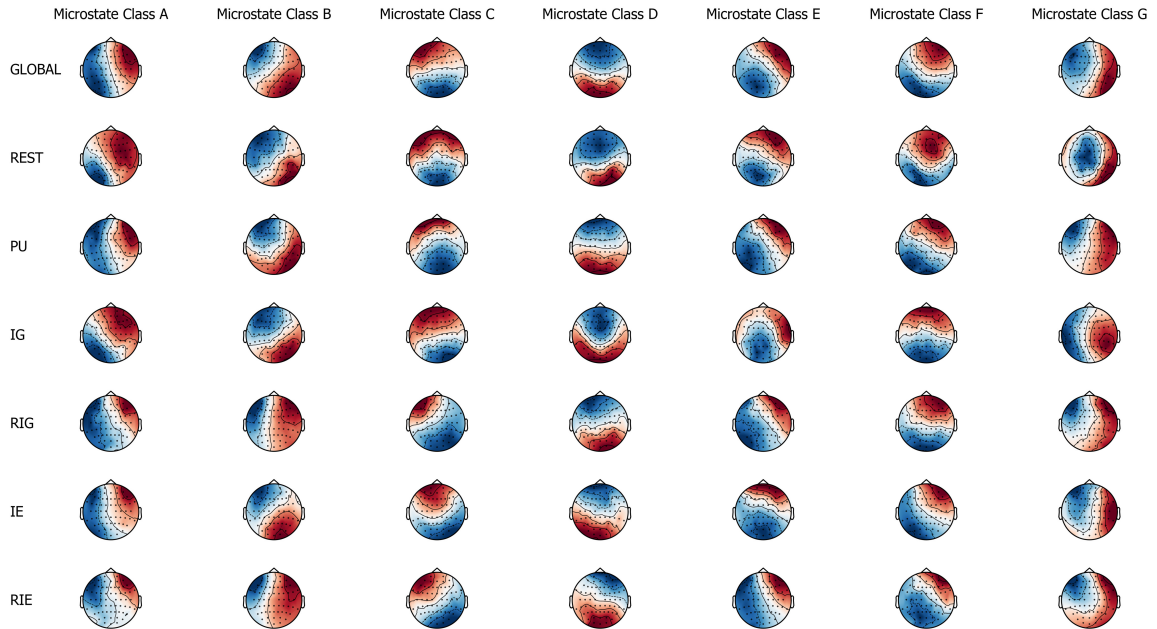 Microstate Class A Microstate Class B Microstate Class C Microstate Class D Microstate Class E Microstate Class F Microstate Class G
GLOBAL
REST
PU
IG
RIG
IE
RIE